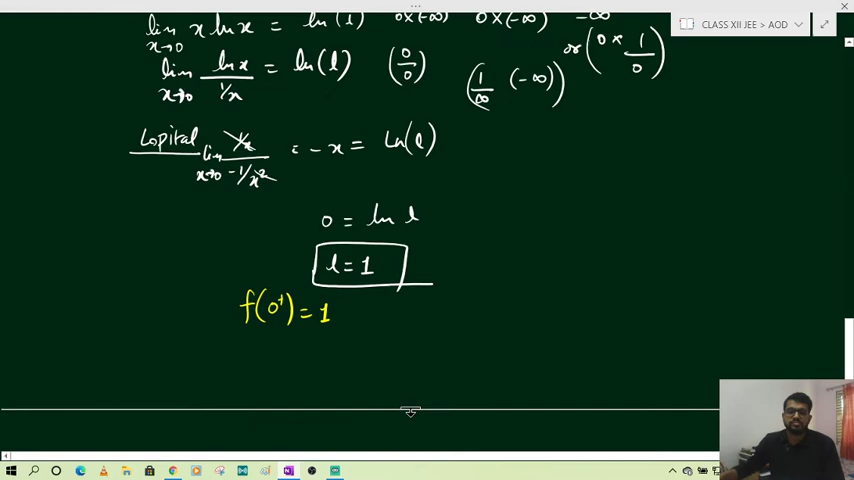 lim x→0 x ln x = ln(l) 0×(-∞) 0×(-∞) -∞
or (0 × 1/0)
lim x→0 ln x / 1/x = ln(l) (0/0) (1/∞ (-∞))
Lopital lim x→0 1/x / -1/x² = -x = ln(l)
0 = ln l
l = 1
f(0⁺) = 1
CLASS XII JEE > AOD